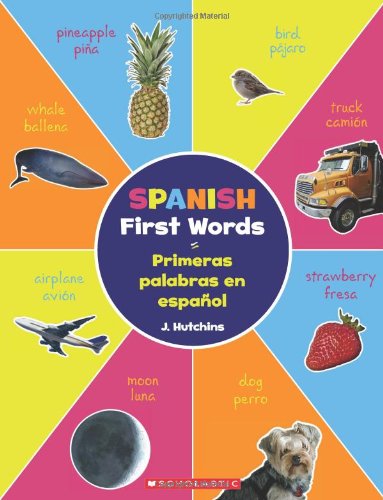 pineapple
piña
bird
pájaro
whale
ballena
truck
camión
SPANISH
First Words
=
Primeras
palabras en
español
J. Hutchins
airplane
avión
strawberry
fresa
moon
luna
dog
perro
SCHOLASTIC